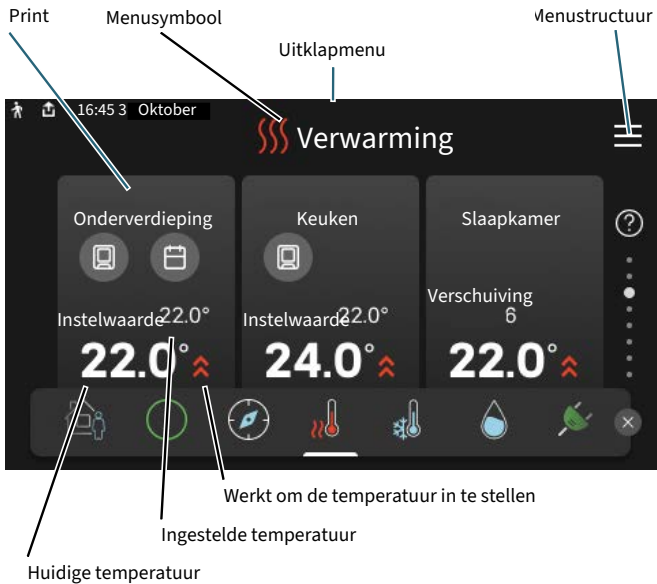 Print
Menusymbool
Menustructuur
Uitklapmenu
16:45 3 Oktober
Verwarming
Onderverdieping
Keuken
Slaapkamer
Instelwaarde 22.0°
Instelwaarde 22.0°
Verschuiving
6
22.0°
24.0°
22.0°
Werkt om de temperatuur in te stellen
Ingestelde temperatuur
Huidige temperatuur